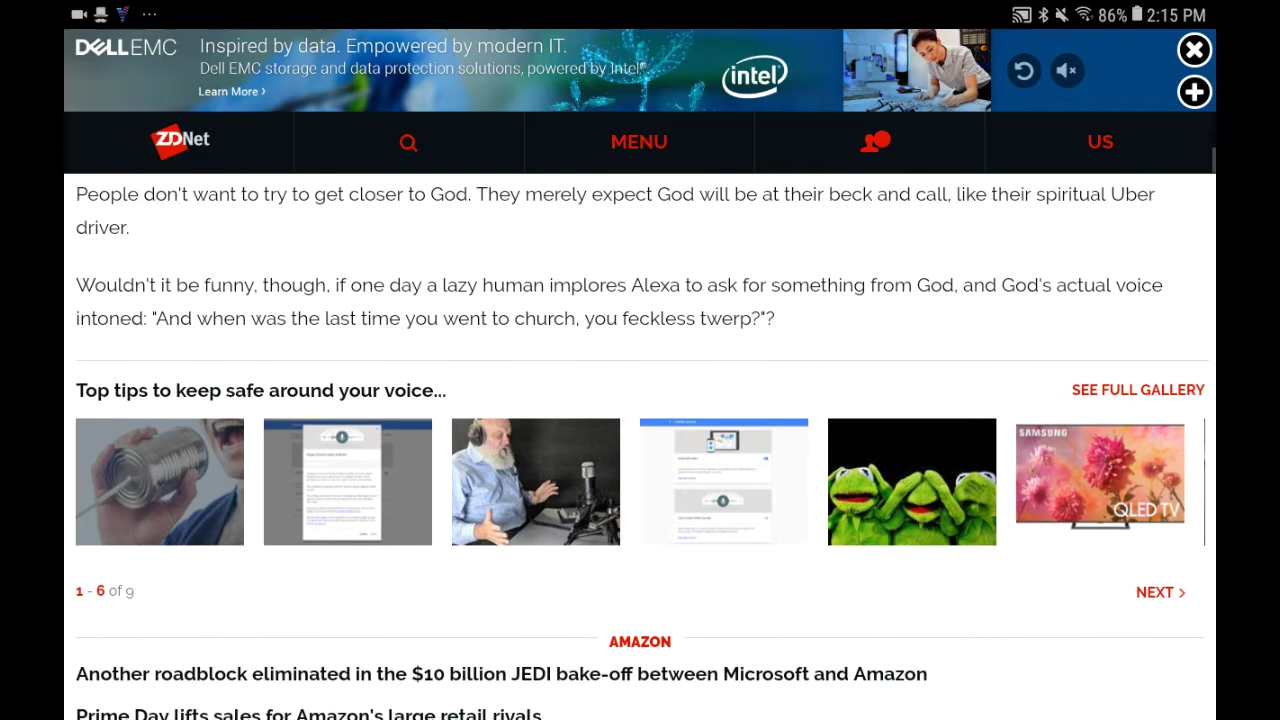 ... 86% 2:15 PM
DELLEMC Inspired by data. Empowered by modern IT.
Dell EMC storage and data protection solutions, powered by Intel®
Learn More ›
intel
ZDNet MENU US
People don't want to try to get closer to God. They merely expect God will be at their beck and call, like their spiritual Uber
driver.
Wouldn't it be funny, though, if one day a lazy human implores Alexa to ask for something from God, and God's actual voice
intoned: "And when was the last time you went to church, you feckless twerp?"?
Top tips to keep safe around your voice... SEE FULL GALLERY
SAMSUNG
QLED TV
1 - 6 of 9 NEXT >
AMAZON
Another roadblock eliminated in the $10 billion JEDI bake-off between Microsoft and Amazon
Prime Day lifts sales for Amazon's large retail rivals